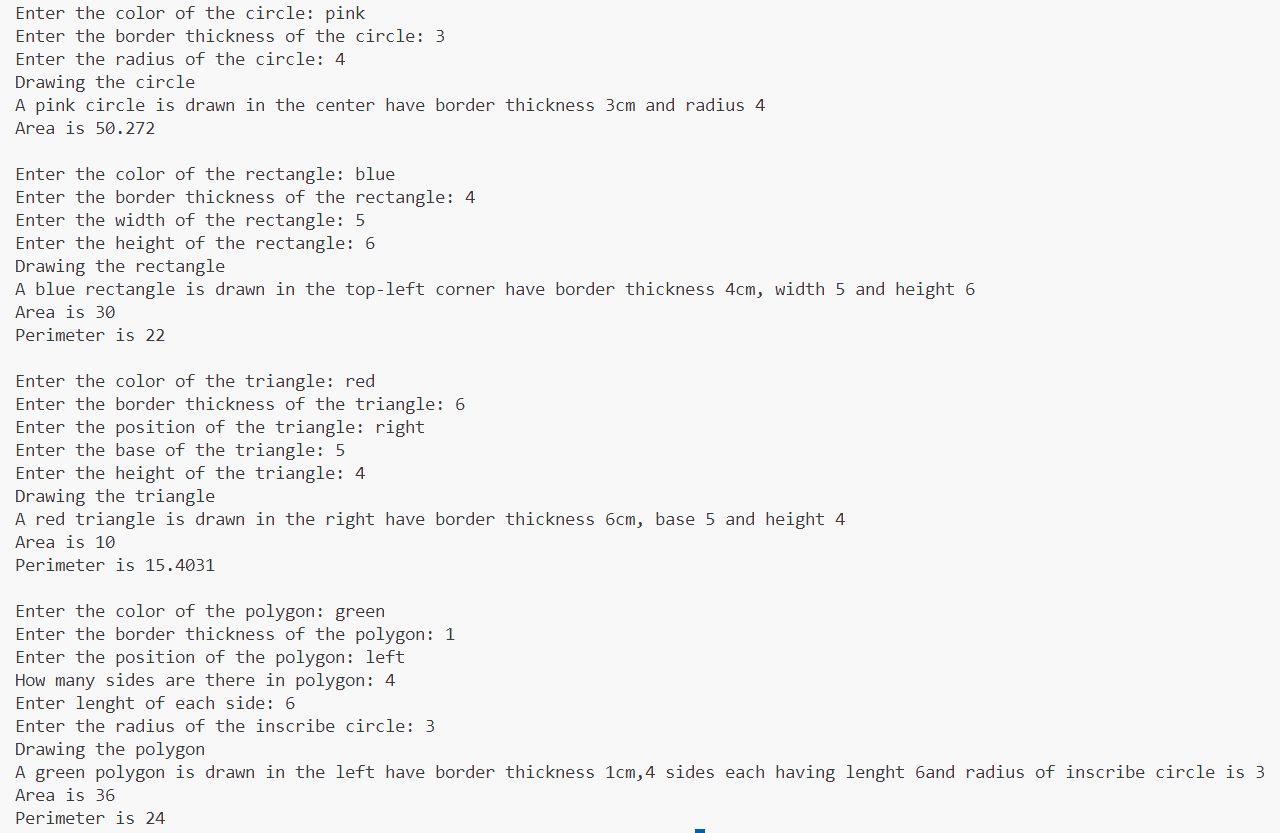 Enter the color of the circle: pink
Enter the border thickness of the circle: 3
Enter the radius of the circle: 4
Drawing the circle
A pink circle is drawn in the center have border thickness 3cm and radius 4
Area is 50.272
Enter the color of the rectangle: blue
Enter the border thickness of the rectangle: 4
Enter the width of the rectangle: 5
Enter the height of the rectangle: 6
Drawing the rectangle
A blue rectangle is drawn in the top-left corner have border thickness 4cm, width 5 and height 6
Area is 30
Perimeter is 22
Enter the color of the triangle: red
Enter the border thickness of the triangle: 6
Enter the position of the triangle: right
Enter the base of the triangle: 5
Enter the height of the triangle: 4
Drawing the triangle
A red triangle is drawn in the right have border thickness 6cm, base 5 and height 4
Area is 10
Perimeter is 15.4031
Enter the color of the polygon: green
Enter the border thickness of the polygon: 1
Enter the position of the polygon: left
How many sides are there in polygon: 4
Enter lenght of each side: 6
Enter the radius of the inscribe circle: 3
Drawing the polygon
A green polygon is drawn in the left have border thickness 1cm,4 sides each having lenght 6and radius of inscribe circle is 3
Area is 36
Perimeter is 24